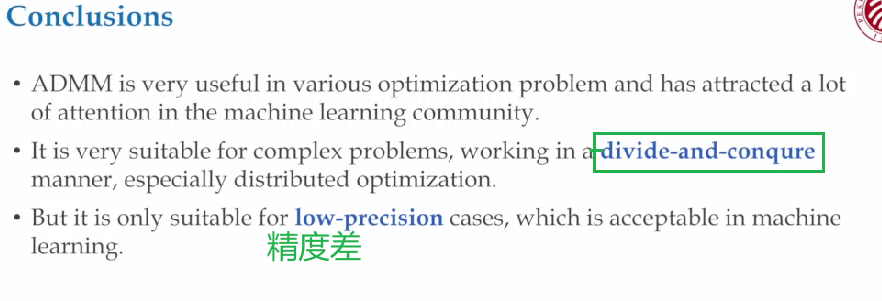 Conclusions
• ADMM is very useful in various optimization problem and has attracted a lot
of attention in the machine learning community.
• It is very suitable for complex problems, working in a divide-and-conqure
manner, especially distributed optimization.
• But it is only suitable for low-precision cases, which is acceptable in machine
learning.
精度差